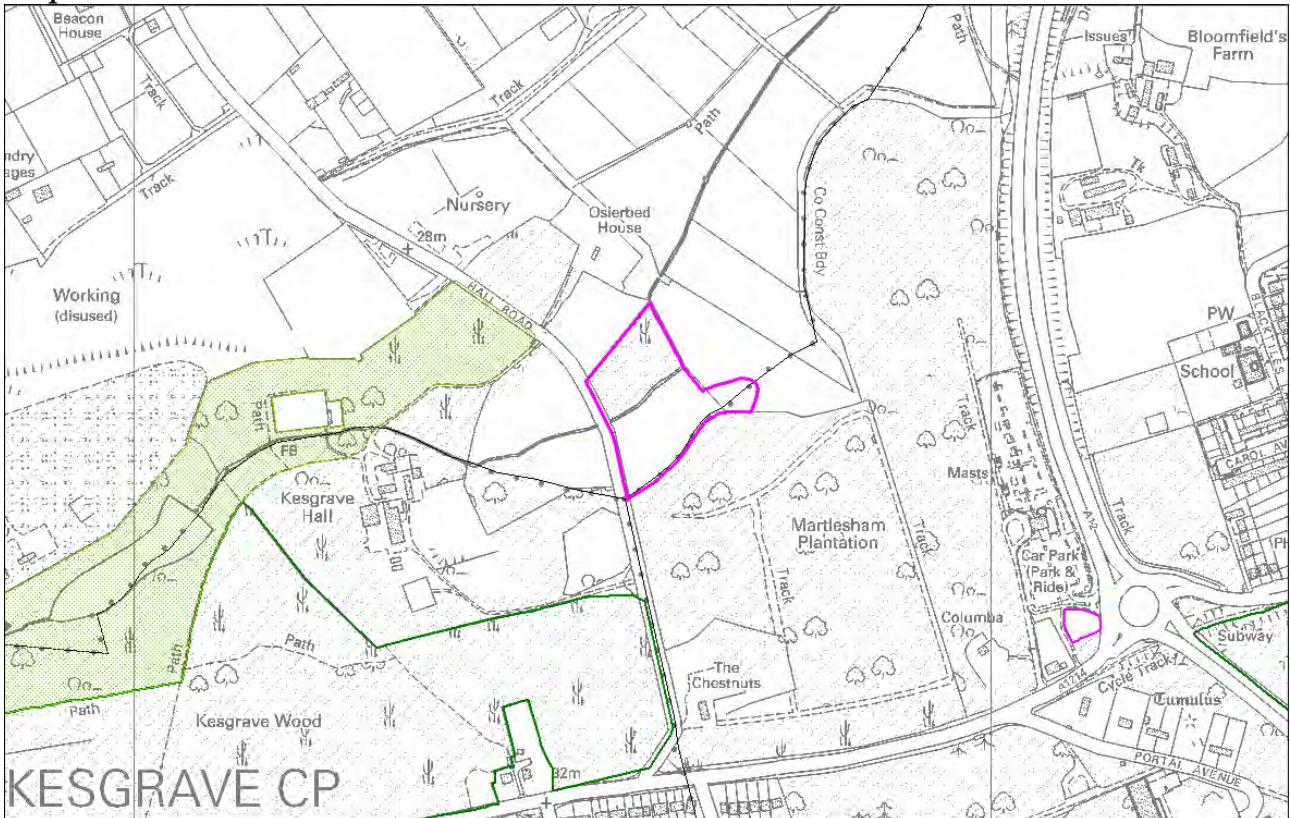 Beacon
House
Track
Track
Track
Path
Path
Issues
Bloomfield's
Farm
ndry
ages
Nursery
Osierbed
House
28m
HALL ROAD
Co Const Bdy
Tk
Working
(disused)
PW
School
Path
FB
Kesgrave
Hall
Track
Masts
CAROL AV
A12
Track
Martlesham
Plantation
Track
Track
Car Park
(Park &
Ride)
Columba
Subway
A1214
Cycle Track
Tumulus
Path
Path
Path
The
Chestnuts
Kesgrave Wood
32m
PORTAL AVENUE
KESGRAVE CP